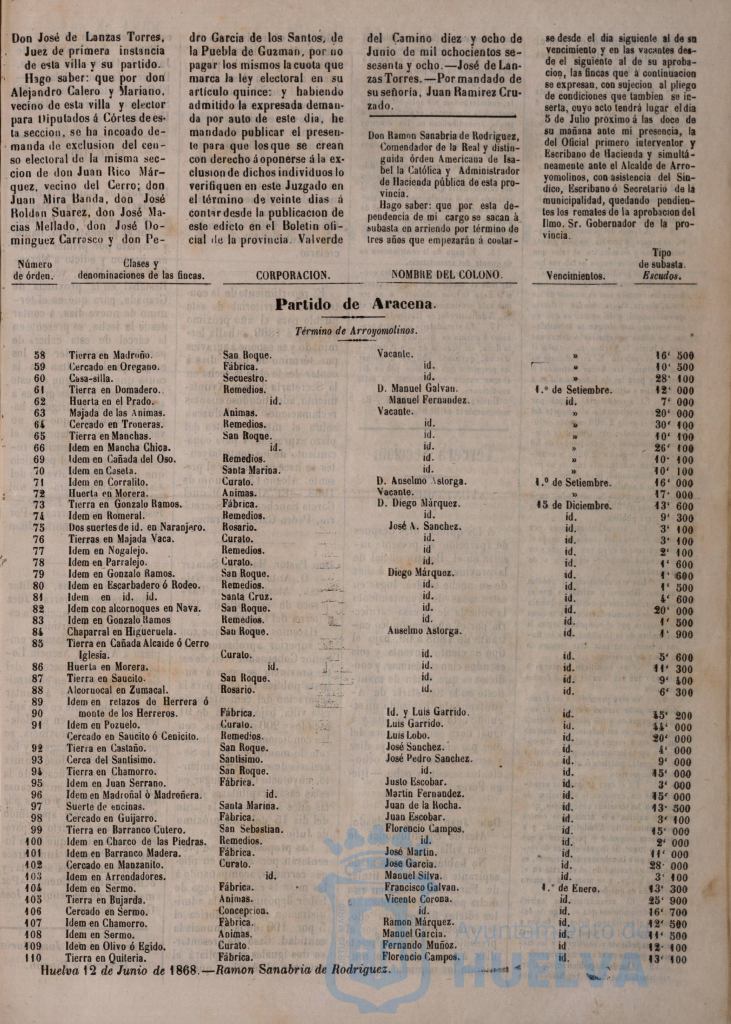 Don José de Lanzas Torres,
Juez de primera instancia
de esta villa y su partido.
Hago saber: que por don
Alejandro Calero y Mariano,
vecino de esta villa y elector
para Diputados á Córtes de es-
ta seccion, se ha incoado de-
manda de exclusion del cen-
so electoral de la misma sec-
cion de don Juan Rico Már-
quez, vecino del Cerro; don
Juan Mira Banda, don José
Roldan Suarez, don José Ma-
cias Mellado, don José Do-
minguez Carrasco y don Pe-
dro García de los Santos, de
la Puebla de Guzman, por no
pagar los mismos la cuota que
marca la ley electoral en su
artículo quince: y habiendo
admitido la expresada deman-
da por auto de este dia, he
mandado publicar el presen-
te para que los que se crean
con derecho á oponerse á la ex-
clusion de dichos individuos lo
verifiquen en este Juzgado en
el término de veinte dias á
contar desde la publicacion de
este edicto en el Boletin ofi-
cial de la provincia. Valverde
del Camino diez y ocho de
Junio de mil ochocientos se-
sesenta y ocho.—José de Lan-
zas Torres.—Por mandado de
su señoría, Juan Ramirez Cru-
zado.
Don Ramon Sanabria de Rodriguez,
Comendador de la Real y distin-
guida órden Americana de Isa-
bel la Católica y Administrador
de Hacienda pública de esta pro-
vincia.
Hago saber: que por esta de-
pendencia de mi cargo se sacan á
subasta en arriendo por término de
tres años que empezarán á contar-
se desde el dia siguiente al de su
vencimiento y en las vacantes des-
de el siguiente al de su aproba-
cion, las fincas que á continuacion
se expresan, con sujecion al pliego
de condiciones que tambien se in-
serta, cuyo acto tendrá lugar el dia
5 de Julio próximo á las doce de
su mañana ante mi presencia, la
del Oficial primero interventor y
Escribano de Hacienda y simultá-
neamente ante el Alcalde de Arro-
yomolinos, con asistencia del Sín-
dico, Escribano ó Secretario de la
municipalidad, quedando pendien-
tes los remates de la aprobacion del
Ilmo. Sr. Gobernador de la pro-
vincia.
Número de órden. Clases y denominaciones de las fincas. CORPORACION. NOMBRE DEL COLONO. Vencimientos. Tipo de subasta. Escudos.
Partido de Aracena.
Término de Arroyomolinos.
58 Tierra en Madroño. San Roque. Vacante. » 16‘ 500
59 Cercado en Oregano. Fábrica. id. » 10‘ 500
60 Casa-silla. Secuestro. id. » 28‘ 100
61 Tierra en Domadero. Remedios. D. Manuel Galvan. 1.º de Setiembre. 12‘ 000
62 Huerta en el Prado. id. Manuel Fernandez. id. 7‘ 000
63 Majada de las Animas. Animas. Vacante. » 20‘ 000
64 Cercado en Troneras. Remedios. id. » 30‘ 100
65 Tierra en Manchas. San Roque. id. » 10‘ 100
66 Idem en Mancha Chica. id. id. » 26‘ 100
69 Idem en Cañada del Oso. Remedios. id. » 10‘ 100
70 Idem en Caseta. Santa Marina. id. » 10‘ 100
71 Idem en Corralito. Curato. D. Anselmo Astorga. 1.º de Setiembre. 16‘ 000
72 Huerta en Morera. Animas. Vacante. » 17‘ 000
73 Tierra en Gonzalo Ramos. Fábrica. D. Diego Márquez. 15 de Diciembre. 13‘ 600
74 Idem en Romeral. Remedios. id. id. 9‘ 300
75 Dos suertes de id. en Naranjero. Rosario. José A. Sanchez. id. 3‘ 100
76 Tierras en Majada Vaca. Curato. id. id. 3‘ 100
77 Idem en Nogalejo. Remedios. id id. 2‘ 100
78 Idem en Parralejo. Curato. id. id. 1‘ 600
79 Idem en Gonzalo Ramos. San Roque. Diego Márquez. id. 1‘ 600
80 Idem en Escarbadero ó Rodeo. Remedios. id. id. 1‘ 500
81 Idem en id. id. Santa Cruz. id. id. 4‘ 600
82 Idem con alcornoques en Nava. San Roque. id. id. 20‘ 000
83 Idem en Gonzalo Ramos Remedios. id. id. 1‘ 500
84 Chaparral en Higueruela. San Roque. Anselmo Astorga. id. 1‘ 900
85 Tierra en Cañada Alcaide ó Cerro
Iglesia. Curato. id. id. 5‘ 600
86 Huerta en Morera. id. id. id. 11‘ 300
87 Tierra en Saucito. San Roque. id. id. 9‘ 400
88 Alcornocal en Zumacal. Rosario. id. id. 6‘ 300
89 Idem en retazos de Herrera ó
90 monte de los Herreros. Fábrica. Id. y Luis Garrido. id. 45‘ 200
91 Idem en Pozuelo. Curato. Luis Garrido. id. 44‘ 000
Cercado en Saucito ó Cenicito. Remedios. Luis Lobo. id. 20‘ 000
92 Tierra en Castaño. San Roque. José Sanchez. id. 4‘ 000
93 Cerca del Santísimo. Santísimo. José Pedro Sanchez. id. 9‘ 000
94 Tierra en Chamorro. San Roque. id. id. 15‘ 000
95 Idem en Juan Serrano. Fábrica. Justo Escobar. id. 3‘ 000
96 Idem en Madroñal ó Madroñera. id. Martin Fernandez. id. 15‘ 000
97 Suerte de encinas. Santa Marina. Juan de la Rocha. id. 13‘ 500
98 Cercado en Guijarro. Fábrica. Juan Escobar. id. 3‘ 100
99 Tierra en Barranco Cutero. San Sebastian. Florencio Campos. id. 15‘ 000
100 Idem en Charco de las Piedras. Remedios. id. id. 2‘ 000
101 Idem en Barranco Madera. Fábrica. José Martin. id. 11‘ 000
102 Cercado en Manzanito. Curato. José Garcia. id. 28‘ 000
103 Idem en Arrendadores. id. Manuel Silva. id. 3‘ 100
104 Idem en Sermo. Fábrica. Francisco Galvan. 1.º de Enero. 13‘ 300
105 Tierra en Bujarda. Animas. Vicente Corona. id. 25‘ 900
106 Cercado en Sermo. Concepcion. id. id. 16‘ 700
107 Idem en Chamorro. Fábrica. Ramon Márquez. id. 12‘ 500
108 Idem en Sermo. Animas. Manuel Garcia. id. 11‘ 500
109 Idem en Olivo ó Egido. Curato. Fernando Muñoz. id. 12‘ 100
110 Tierra en Quiteria. Fábrica. Florencio Campos. id. 13‘ 100
Huelva 12 de Junio de 1868.—Ramon Sanabria de Rodriguez.
Ayuntamiento de
HUELVA